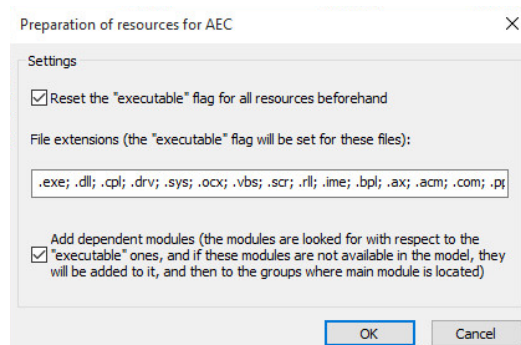 Preparation of resources for AEC
Settings
Reset the "executable" flag for all resources beforehand
File extensions (the "executable" flag will be set for these files):
.exe; .dll; .cpl; .drv; .sys; .ocx; .vbs; .scr; .rll; .ime; .bpl; .ax; .acm; .com; .pp
Add dependent modules (the modules are looked for with respect to the
"executable" ones, and if these modules are not available in the model, they
will be added to it, and then to the groups where main module is located)
OK
Cancel